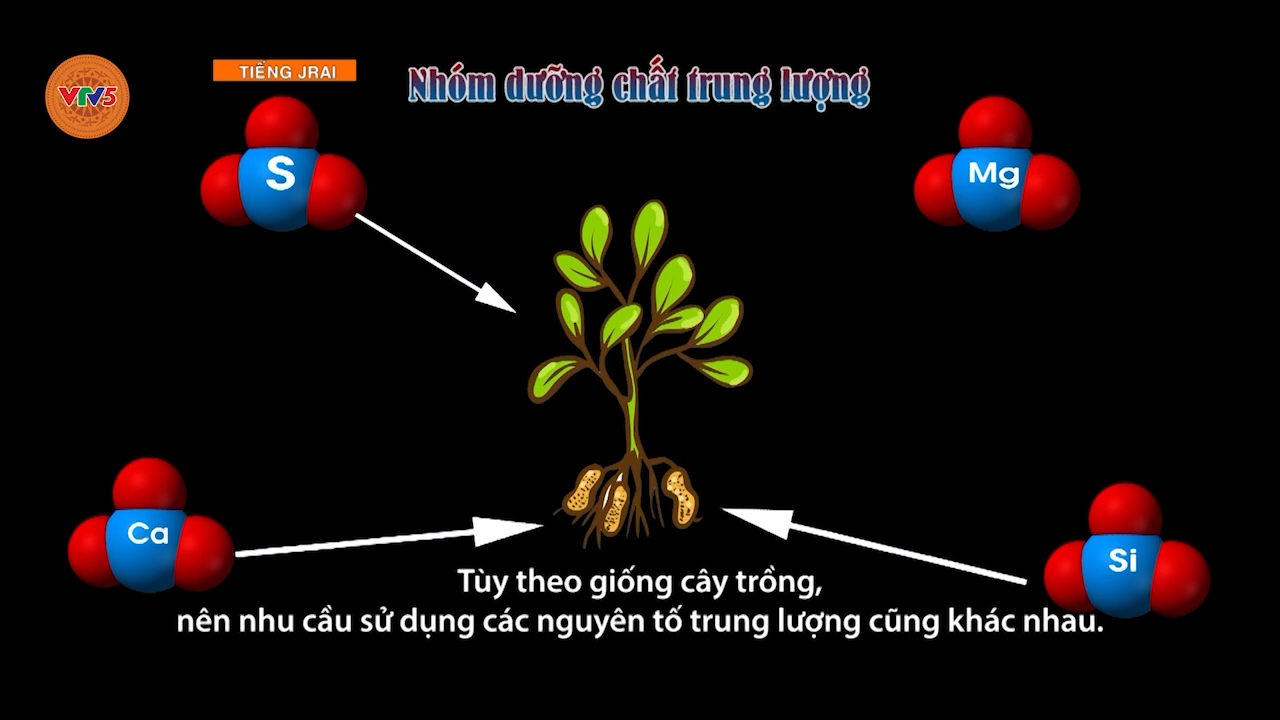 VTV5
TIẾNG JRAI
Nhóm dưỡng chất trung lượng
S
Mg
Ca
Si
Tùy theo giống cây trồng,
nên nhu cầu sử dụng các nguyên tố trung lượng cũng khác nhau.